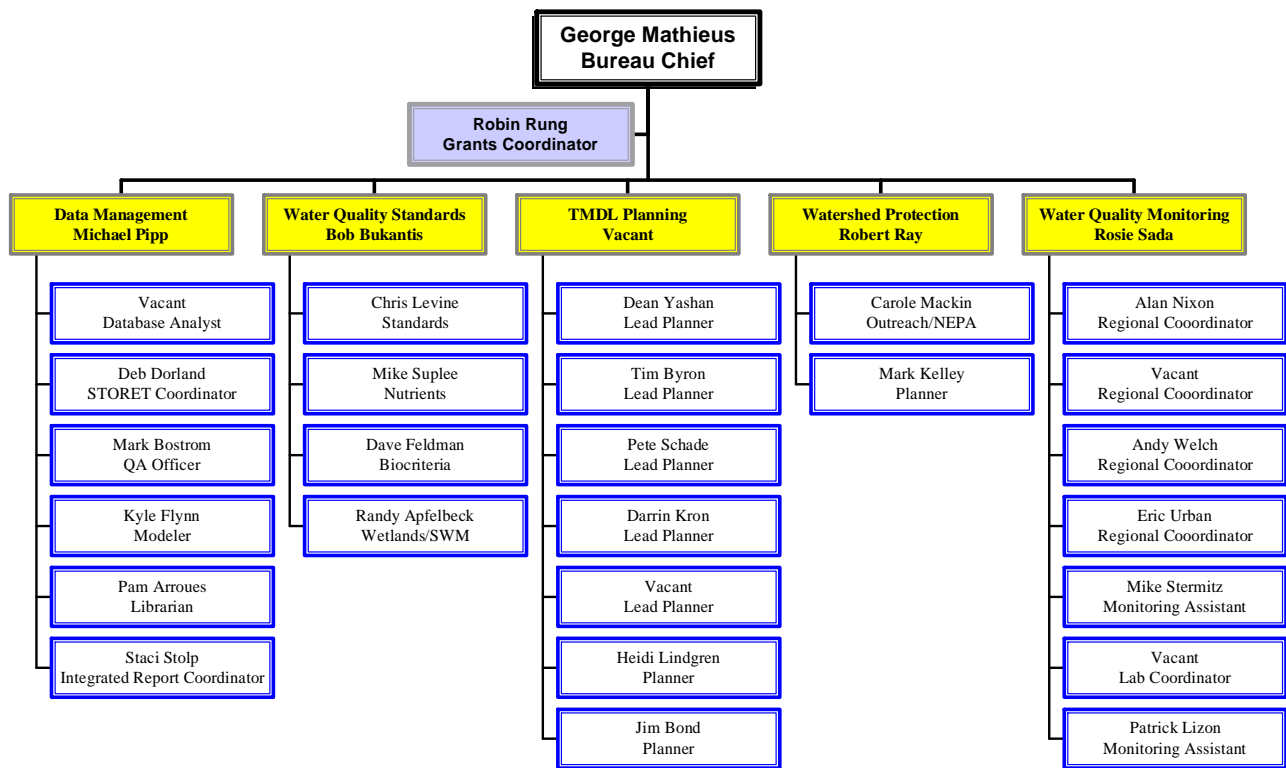 George Mathieus
Bureau Chief
Robin Rung
Grants Coordinator
Data Management
Michael Pipp
Vacant
Database Analyst
Deb Dorland
STORET Coordinator
Mark Bostrom
QA Officer
Kyle Flynn
Modeler
Pam Arroues
Librarian
Staci Stolp
Integrated Report Coordinator
Water Quality Standards
Bob Bukantis
Chris Levine
Standards
Mike Suplee
Nutrients
Dave Feldman
Biocriteria
Randy Apfelbeck
Wetlands/SWM
TMDL Planning
Vacant
Dean Yashan
Lead Planner
Tim Byron
Lead Planner
Pete Schade
Lead Planner
Darrin Kron
Lead Planner
Vacant
Lead Planner
Heidi Lindgren
Planner
Jim Bond
Planner
Watershed Protection
Robert Ray
Carole Mackin
Outreach/NEPA
Mark Kelley
Planner
Water Quality Monitoring
Rosie Sada
Alan Nixon
Regional Cooordinator
Vacant
Regional Cooordinator
Andy Welch
Regional Cooordinator
Eric Urban
Regional Cooordinator
Mike Stermitz
Monitoring Assistant
Vacant
Lab Coordinator
Patrick Lizon
Monitoring Assistant